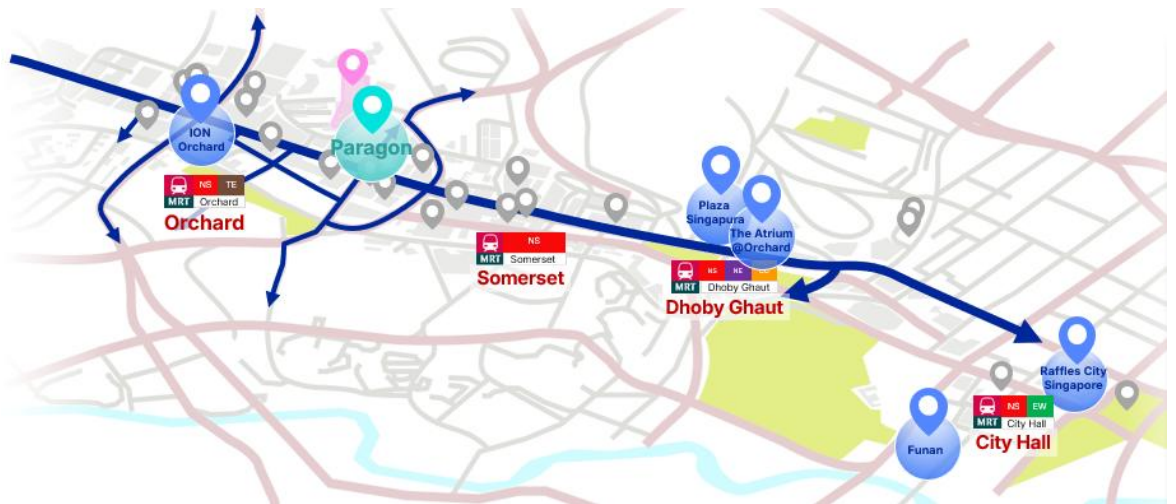 ION
Orchard
Paragon
NS TE
MRT Orchard
Orchard
NS
MRT Somerset
Somerset
Plaza
Singapura
The Atrium
@Orchard
NS NE
MRT Dhoby Ghaut
Dhoby Ghaut
Raffles City
Singapore
NS EW
MRT City Hall
City Hall
Funan